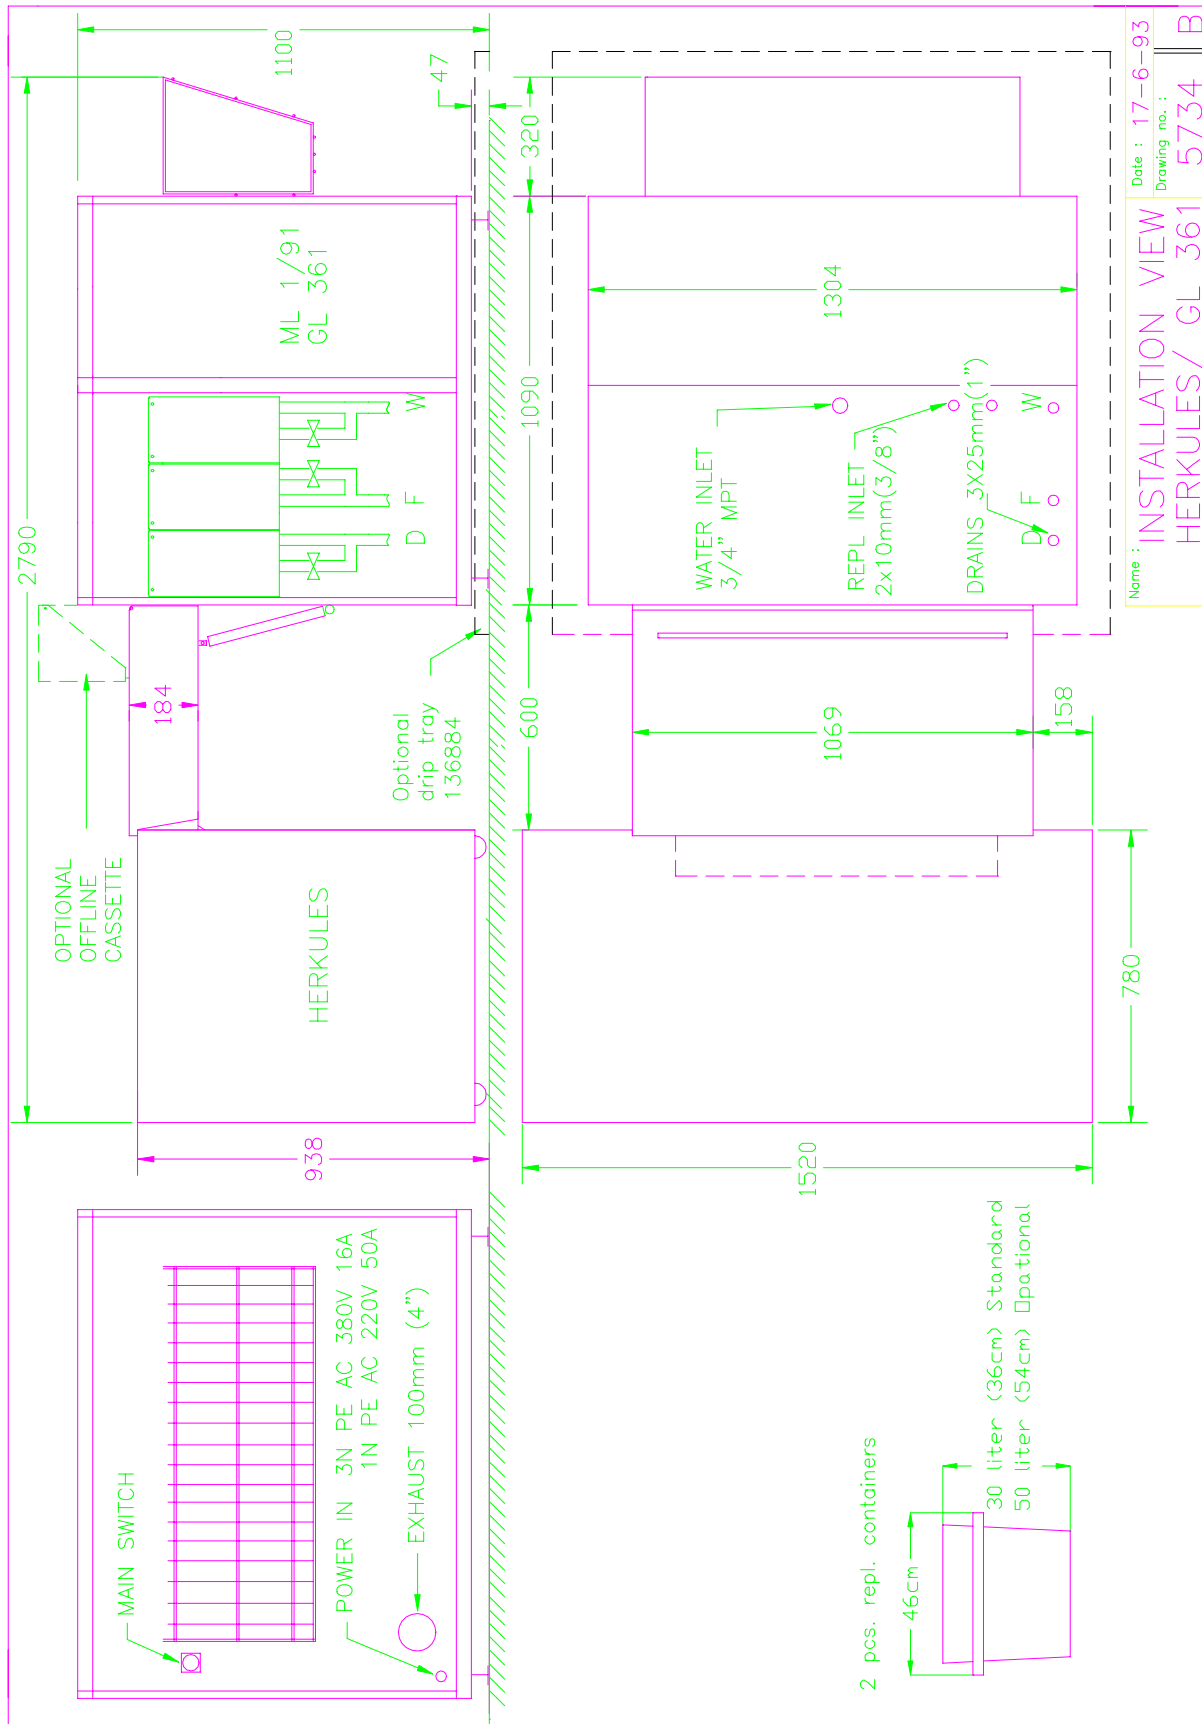 MAIN SWITCH
POWER IN 3N PE AC 380V 16A
1N PE AC 220V 50A
EXHAUST 100mm (4")
938
2790
OPTIONAL
OFFLINE
CASSETTE
HERKULES
184
Optional
drip tray
136884
D F W
ML 1/91
GL 361
1100
47
600
1090
320
2 pcs. repl. containers
46cm
30 liter (36cm) Standard
50 liter (54cm) Opational
1520
780
1069
158
WATER INLET
3/4" MPT
REPL INLET
2x10mm(3/8")
DRAINS 3X25mm(1")
D F W
1304
Name :
INSTALLATION VIEW
HERKULES/ GL 361
Date : 17-6-93
Drawing no. :
5734 B